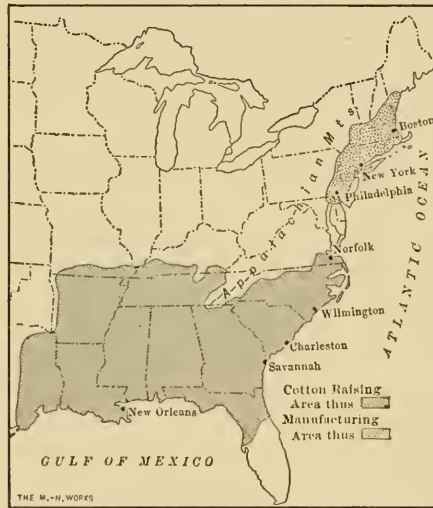 Appalachian Mts.
Boston
New York
Philadelphia
ATLANTIC OCEAN
Norfolk
Wilmington
Charleston
Savannah
New Orleans
Cotton Raising
Area thus
Manufacturing
Area thus
GULF OF MEXICO
THE M.-N. WORKS